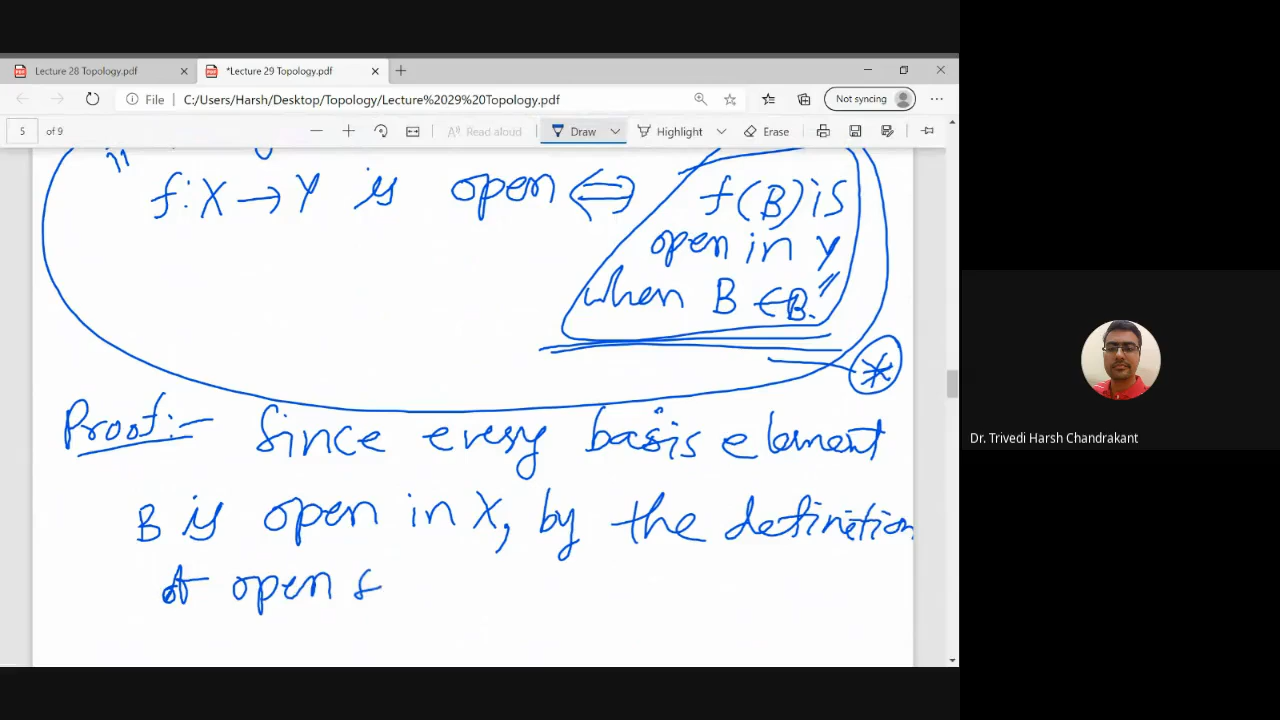 Lecture 28 Topology.pdf
*Lecture 29 Topology.pdf
File
C:/Users/Harsh/Desktop/Topology/Lecture%2029%20Topology.pdf
Not syncing
5 of 9
Read aloud
Draw
Highlight
Erase
f: X → Y is open ⇔ f(B) is
open in Y
when B ∈ B."
*
Proof:- Since every basis element
B is open in X, by the definition
of open
Dr. Trivedi Harsh Chandrakant